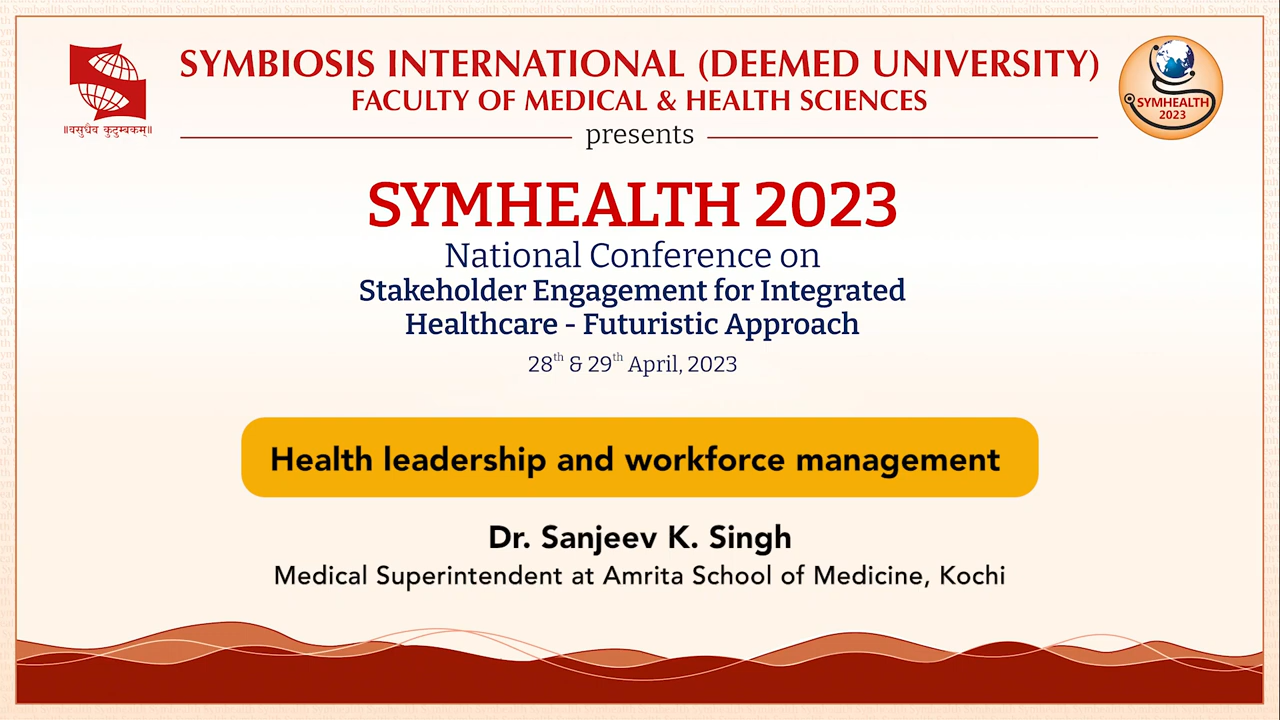 SYMBIOSIS INTERNATIONAL (DEEMED UNIVERSITY)
FACULTY OF MEDICAL & HEALTH SCIENCES
presents
॥वसुधैव कुटुम्बकम्॥
SYMHEALTH
2023
SYMHEALTH 2023
National Conference on
Stakeholder Engagement for Integrated
Healthcare - Futuristic Approach
28th & 29th April, 2023
Health leadership and workforce management
Dr. Sanjeev K. Singh
Medical Superintendent at Amrita School of Medicine, Kochi